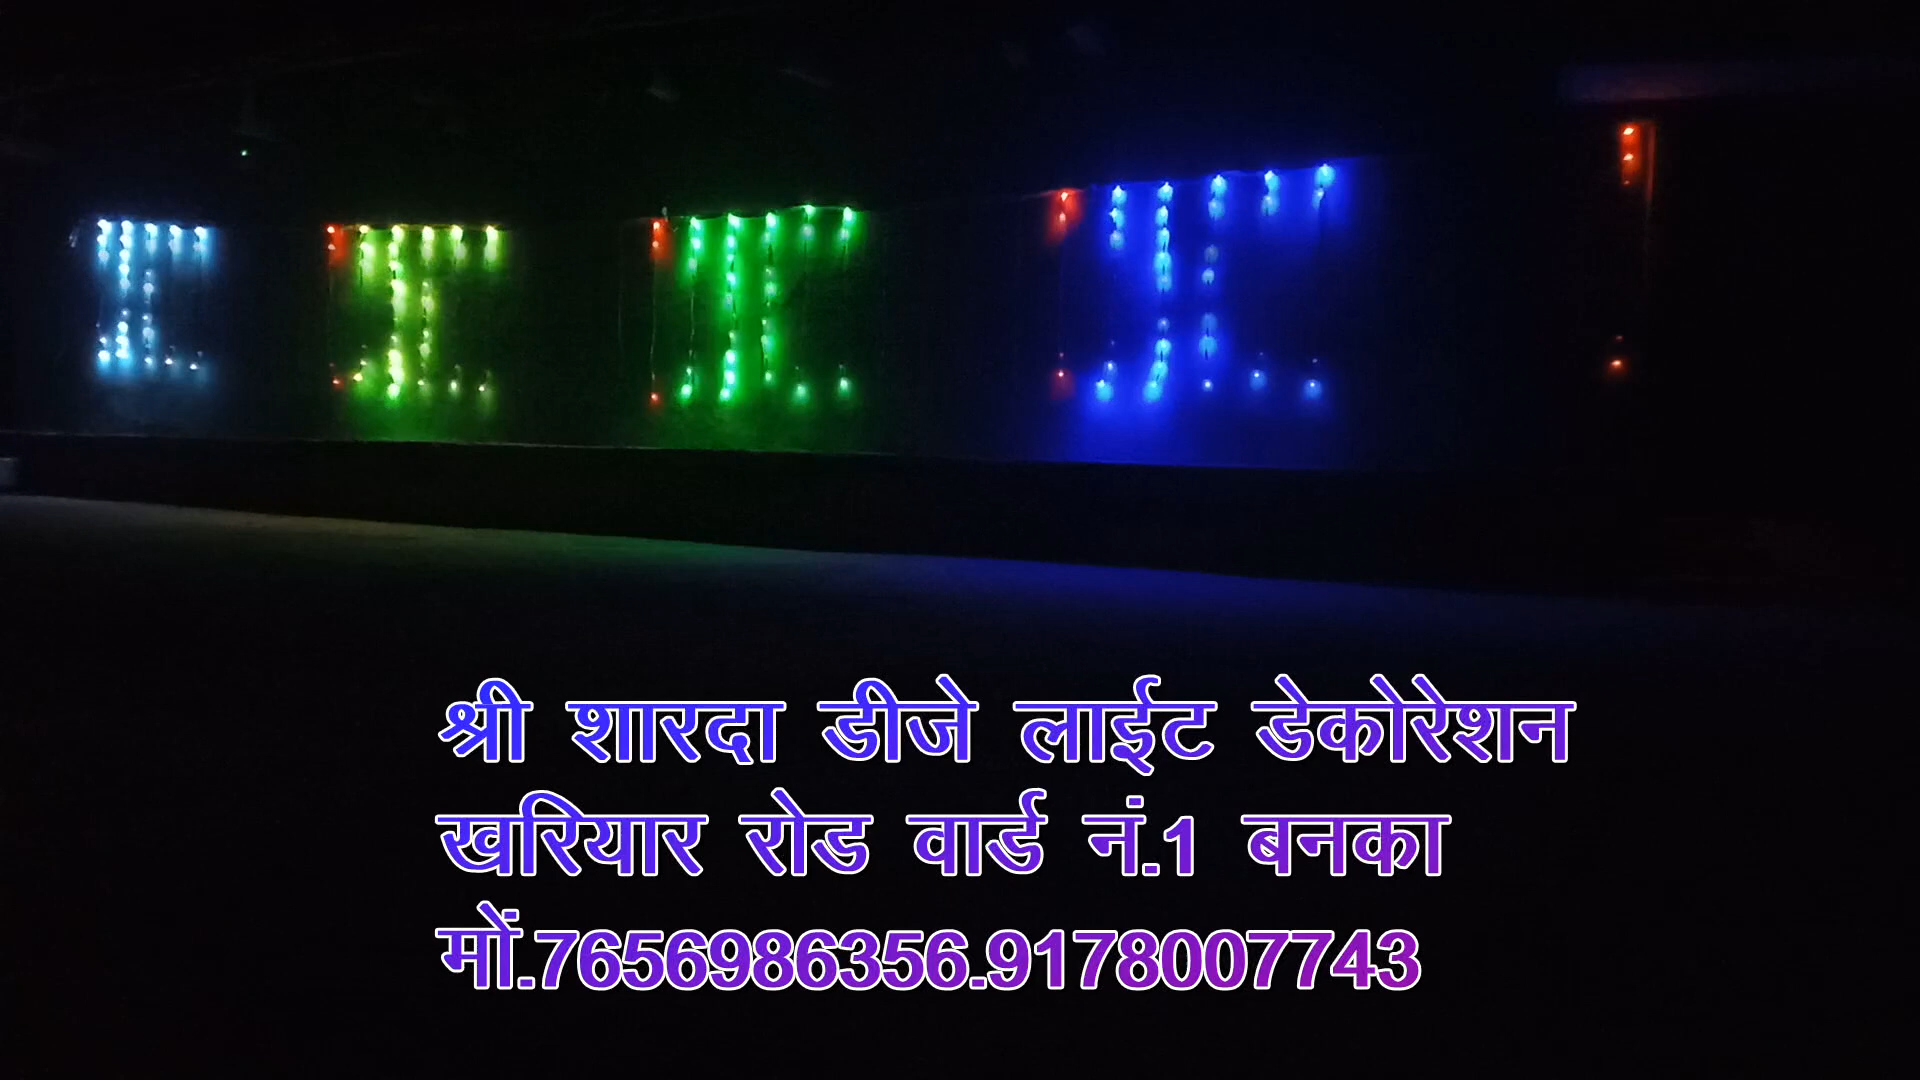 श्री शारदा डीजे लाईट डेकोरेशन
खरियार रोड वार्ड नं.1 बनका
मों.7656986356.9178007743